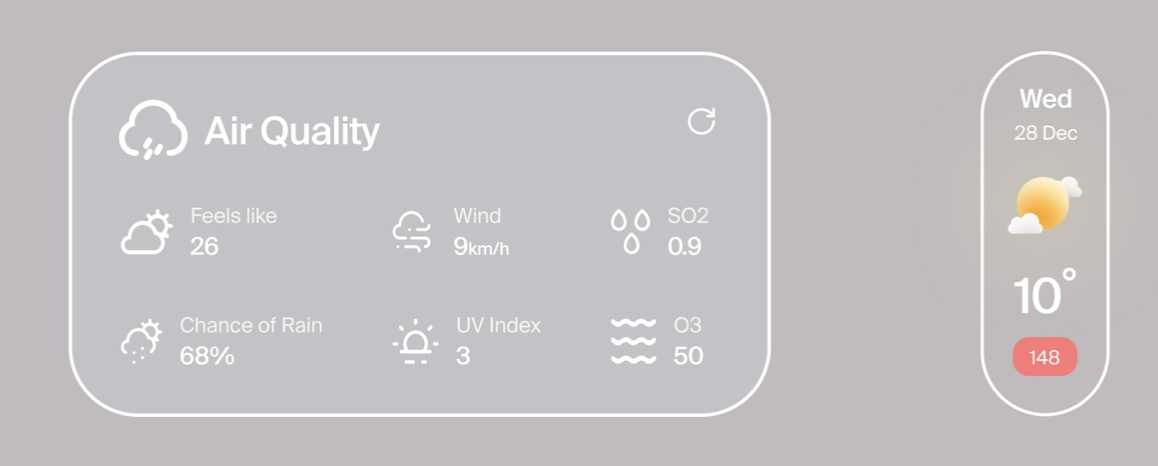 Air Quality
Feels like
26
Wind
9km/h
SO2
0.9
Chance of Rain
68%
UV Index
3
O3
50
Wed
28 Dec
10°
148